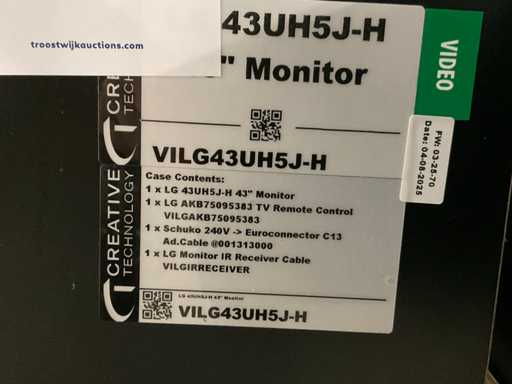 troostwijkauctions.com
43UH5J-H
" Monitor
VIDEO
CREATIVE
TECHNOLOGY
FW: 03-25-70
Date: 04-08-2025
VILG43UH5J-H
Case Contents:
1 x LG 43UH5J-H 43" Monitor
1 x LG AKB75095383 TV Remote Control
VILGAKB75095383
1 x Schuko 240V -> Euroconnector C13
Ad.Cable @001313000
1 x LG Monitor IR Receiver Cable
VILGIRRECEIVER
CREATIVE
TECHNOLOGY
LG 43UH5J-H 43" Monitor
VILG43UH5J-H